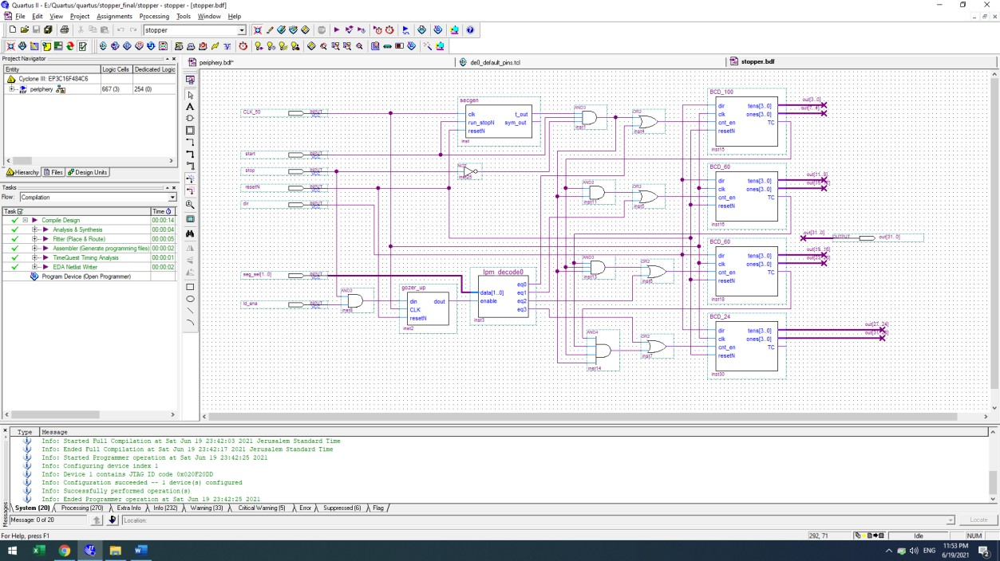 Quartus II - E:/Quartus/quartus/stopper_final/stopper - stopper - [stopper.bdf]
File Edit View Project Assignments Processing Tools Window Help
stopper
Project Navigator
Entity Logic Cells Dedicated Logic
Cyclone III: EP3C16F484C6
periphery 667 (3) 254 (0)
Hierarchy Files Design Units
Tasks
Flow: Compilation
Task Time
Compile Design 00:00:14
Analysis & Synthesis 00:00:04
Fitter (Place & Route) 00:00:05
Assembler (Generate programming files) 00:00:02
TimeQuest Timing Analysis 00:00:01
EDA Netlist Writer 00:00:02
Program Device (Open Programmer)
periphery.bdf* de0_default_pins.tcl stopper.bdf
CLK_50 INPUT VCC
start INPUT VCC
stop INPUT VCC
resetN INPUT VCC
dir INPUT VCC
seg_sel[1..0] INPUT VCC
ld_ena INPUT VCC
secgen
clk t_out
run_stopN sym_out
resetN
inst
NOT
inst25
AND2
inst8
gozer_up
din dout
CLK
resetN
inst2
lpm_decode0
eq0
data[1..0] eq1
enable eq2
eq3
inst3
AND3
inst1
OR2
inst4
AND2
inst11
OR2
inst5
AND3
inst13
OR2
inst6
AND4
inst14
OR2
inst7
BCD_100
dir tens[3..0]
clk ones[3..0]
cnt_en TC
resetN
inst15
out[3..0]
BCD_60
dir tens[3..0]
clk ones[3..0]
cnt_en TC
resetN
inst16
out[11..8]
out[31..0] OUTPUT out[31..0]
BCD_60
dir tens[3..0]
clk ones[3..0]
cnt_en TC
resetN
inst18
BCD_24
dir tens[3..0]
clk ones[3..0]
cnt_en TC
resetN
inst30
out[27..24]
Type Message
Info: Started Full Compilation at Sat Jun 19 23:42:03 2021 Jerusalem Standard Time
Info: Ended Full Compilation at Sat Jun 19 23:42:17 2021 Jerusalem Standard Time
Info: Started Programmer operation at Sat Jun 19 23:42:25 2021
Info: Configuring device index 1
Info: Device 1 contains JTAG ID code 0x020F20DD
Info: Configuration succeeded -- 1 device(s) configured
Info: Successfully performed operation(s)
Info: Ended Programmer operation at Sat Jun 19 23:42:25 2021
System (20) Processing (270) Extra Info Info (232) Warning (33) Critical Warning (5) Error Suppressed (6) Flag
Messages
Message: 0 of 20 Location: Locate
For Help, press F1 292, 71 Idle NUM
ENG 11:53 PM
6/19/2021
2